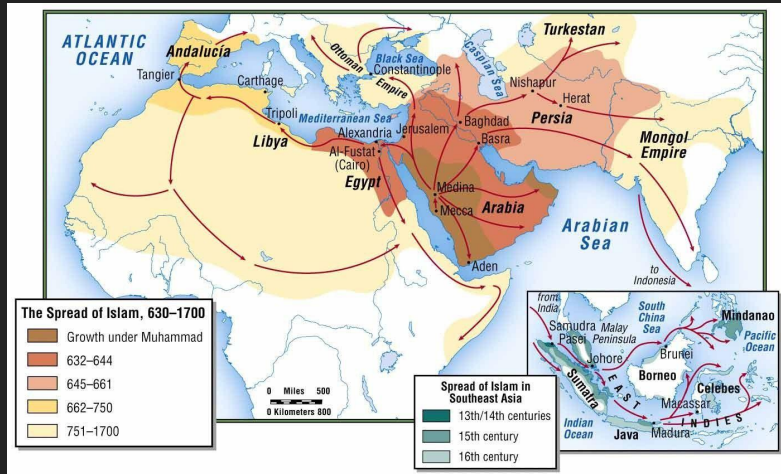 ATLANTIC
OCEAN
Andalucia
Tangier
Carthage
Tripoli
Libya
Mediterranean Sea
Ottoman
Empire
Black Sea
Constantinople
Caspian Sea
Turkestan
Nishapur
Herat
Persia
Mongol
Empire
Alexandria
Jerusalem
Baghdad
Basra
Al-Fustat
(Cairo)
Egypt
Medina
Mecca
Arabia
Aden
Arabian
Sea
to
Indonesia
The Spread of Islam, 630–1700
Growth under Muhammad
632–644
645–661
662–750
751–1700
0 Miles 500
0 Kilometers 800
Spread of Islam in
Southeast Asia
13th/14th centuries
15th century
16th century
from
India
Samudra
Pasei
Malay
Peninsula
Johore
South
China
Sea
Mindanao
Pacific
Ocean
Brunei
Borneo
Sumatra
EAST
INDIES
Celebes
Macassar
Indian
Ocean
Java
Madura